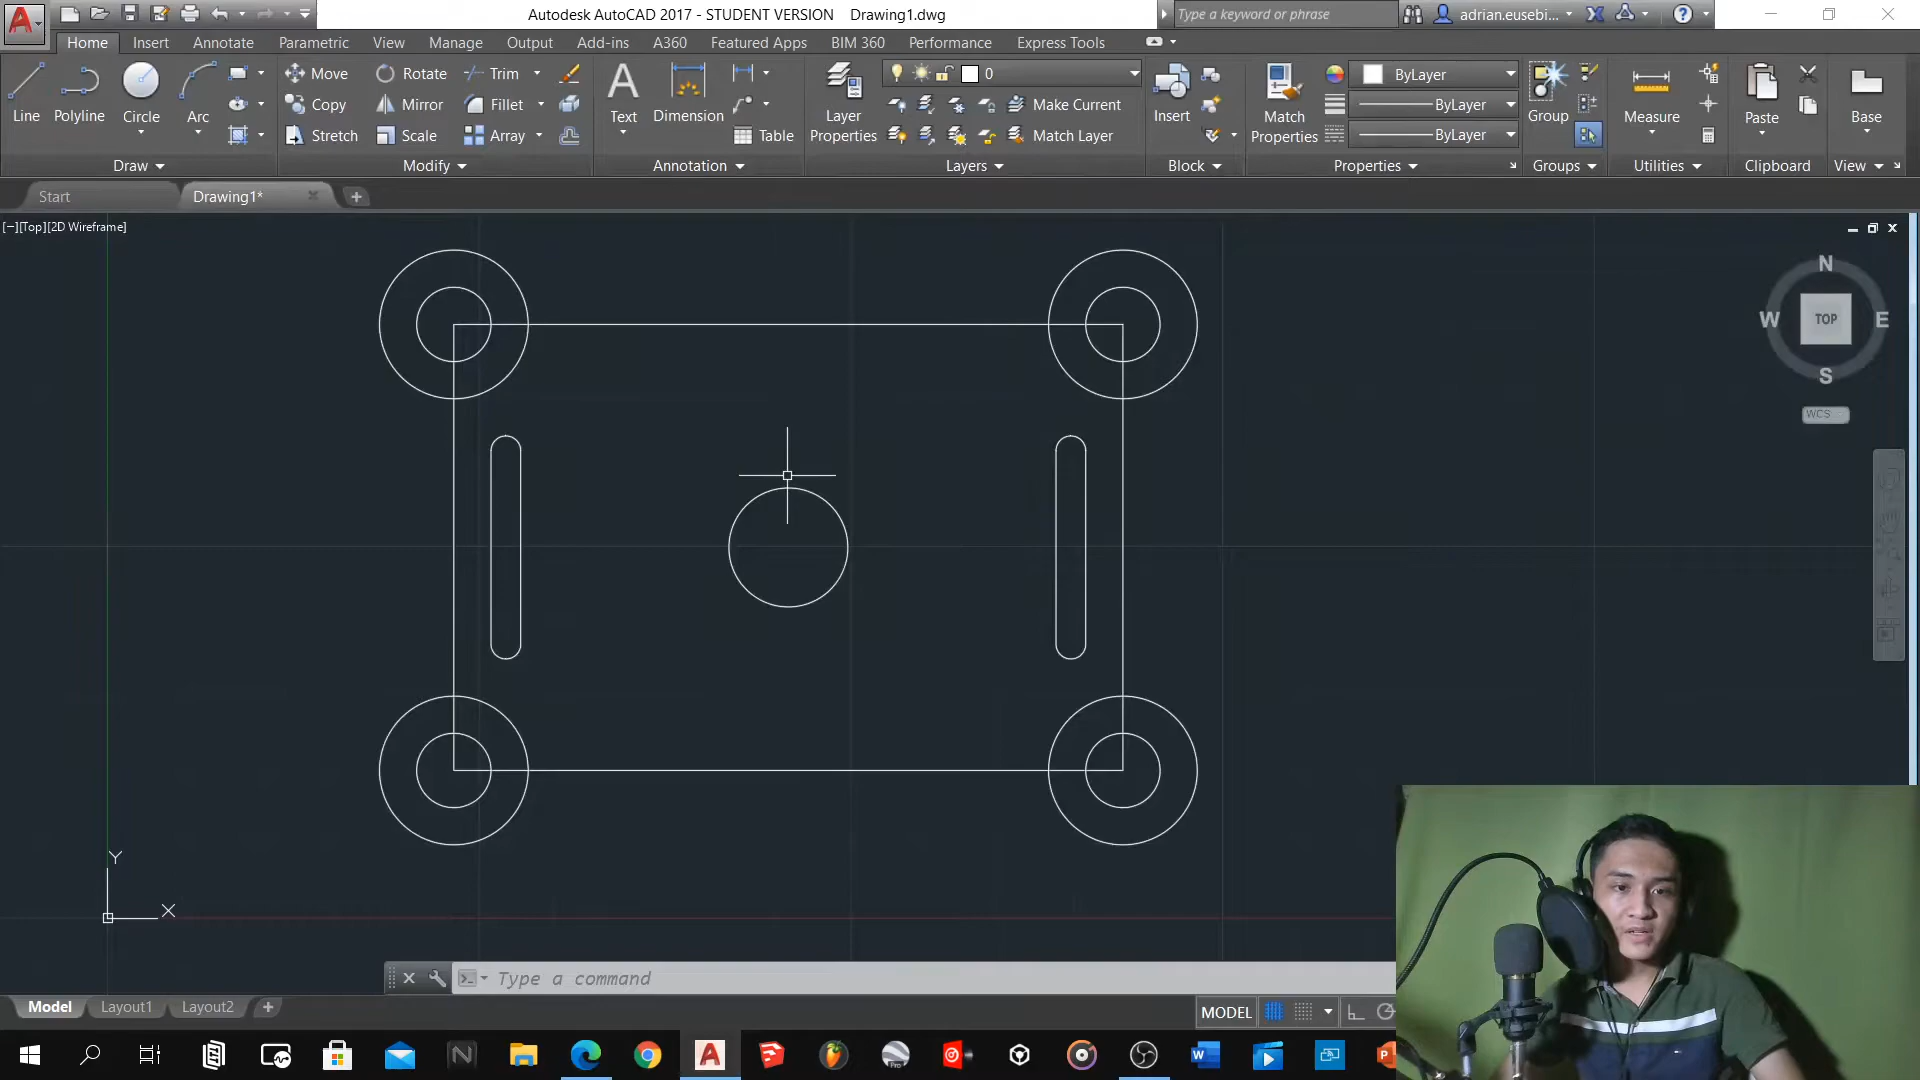 Autodesk AutoCAD 2017 - STUDENT VERSION Drawing1.dwg
Type a keyword or phrase
adrian.eusebi...
Home Insert Annotate Parametric View Manage Output Add-ins A360 Featured Apps BIM 360 Performance Express Tools
Line Polyline Circle Arc
Move Rotate Trim
Copy Mirror Fillet
Stretch Scale Array
Text Dimension Table
Layer Properties
0
Make Current
Match Layer
Insert
Match Properties
ByLayer
ByLayer
ByLayer
Group
Measure
Paste
Base
Draw Modify Annotation Layers Block Properties Groups Utilities Clipboard View
Start Drawing1*
[−][Top][2D Wireframe]
N
W TOP E
S
WCS
Y
X
Type a command
Model Layout1 Layout2
MODEL